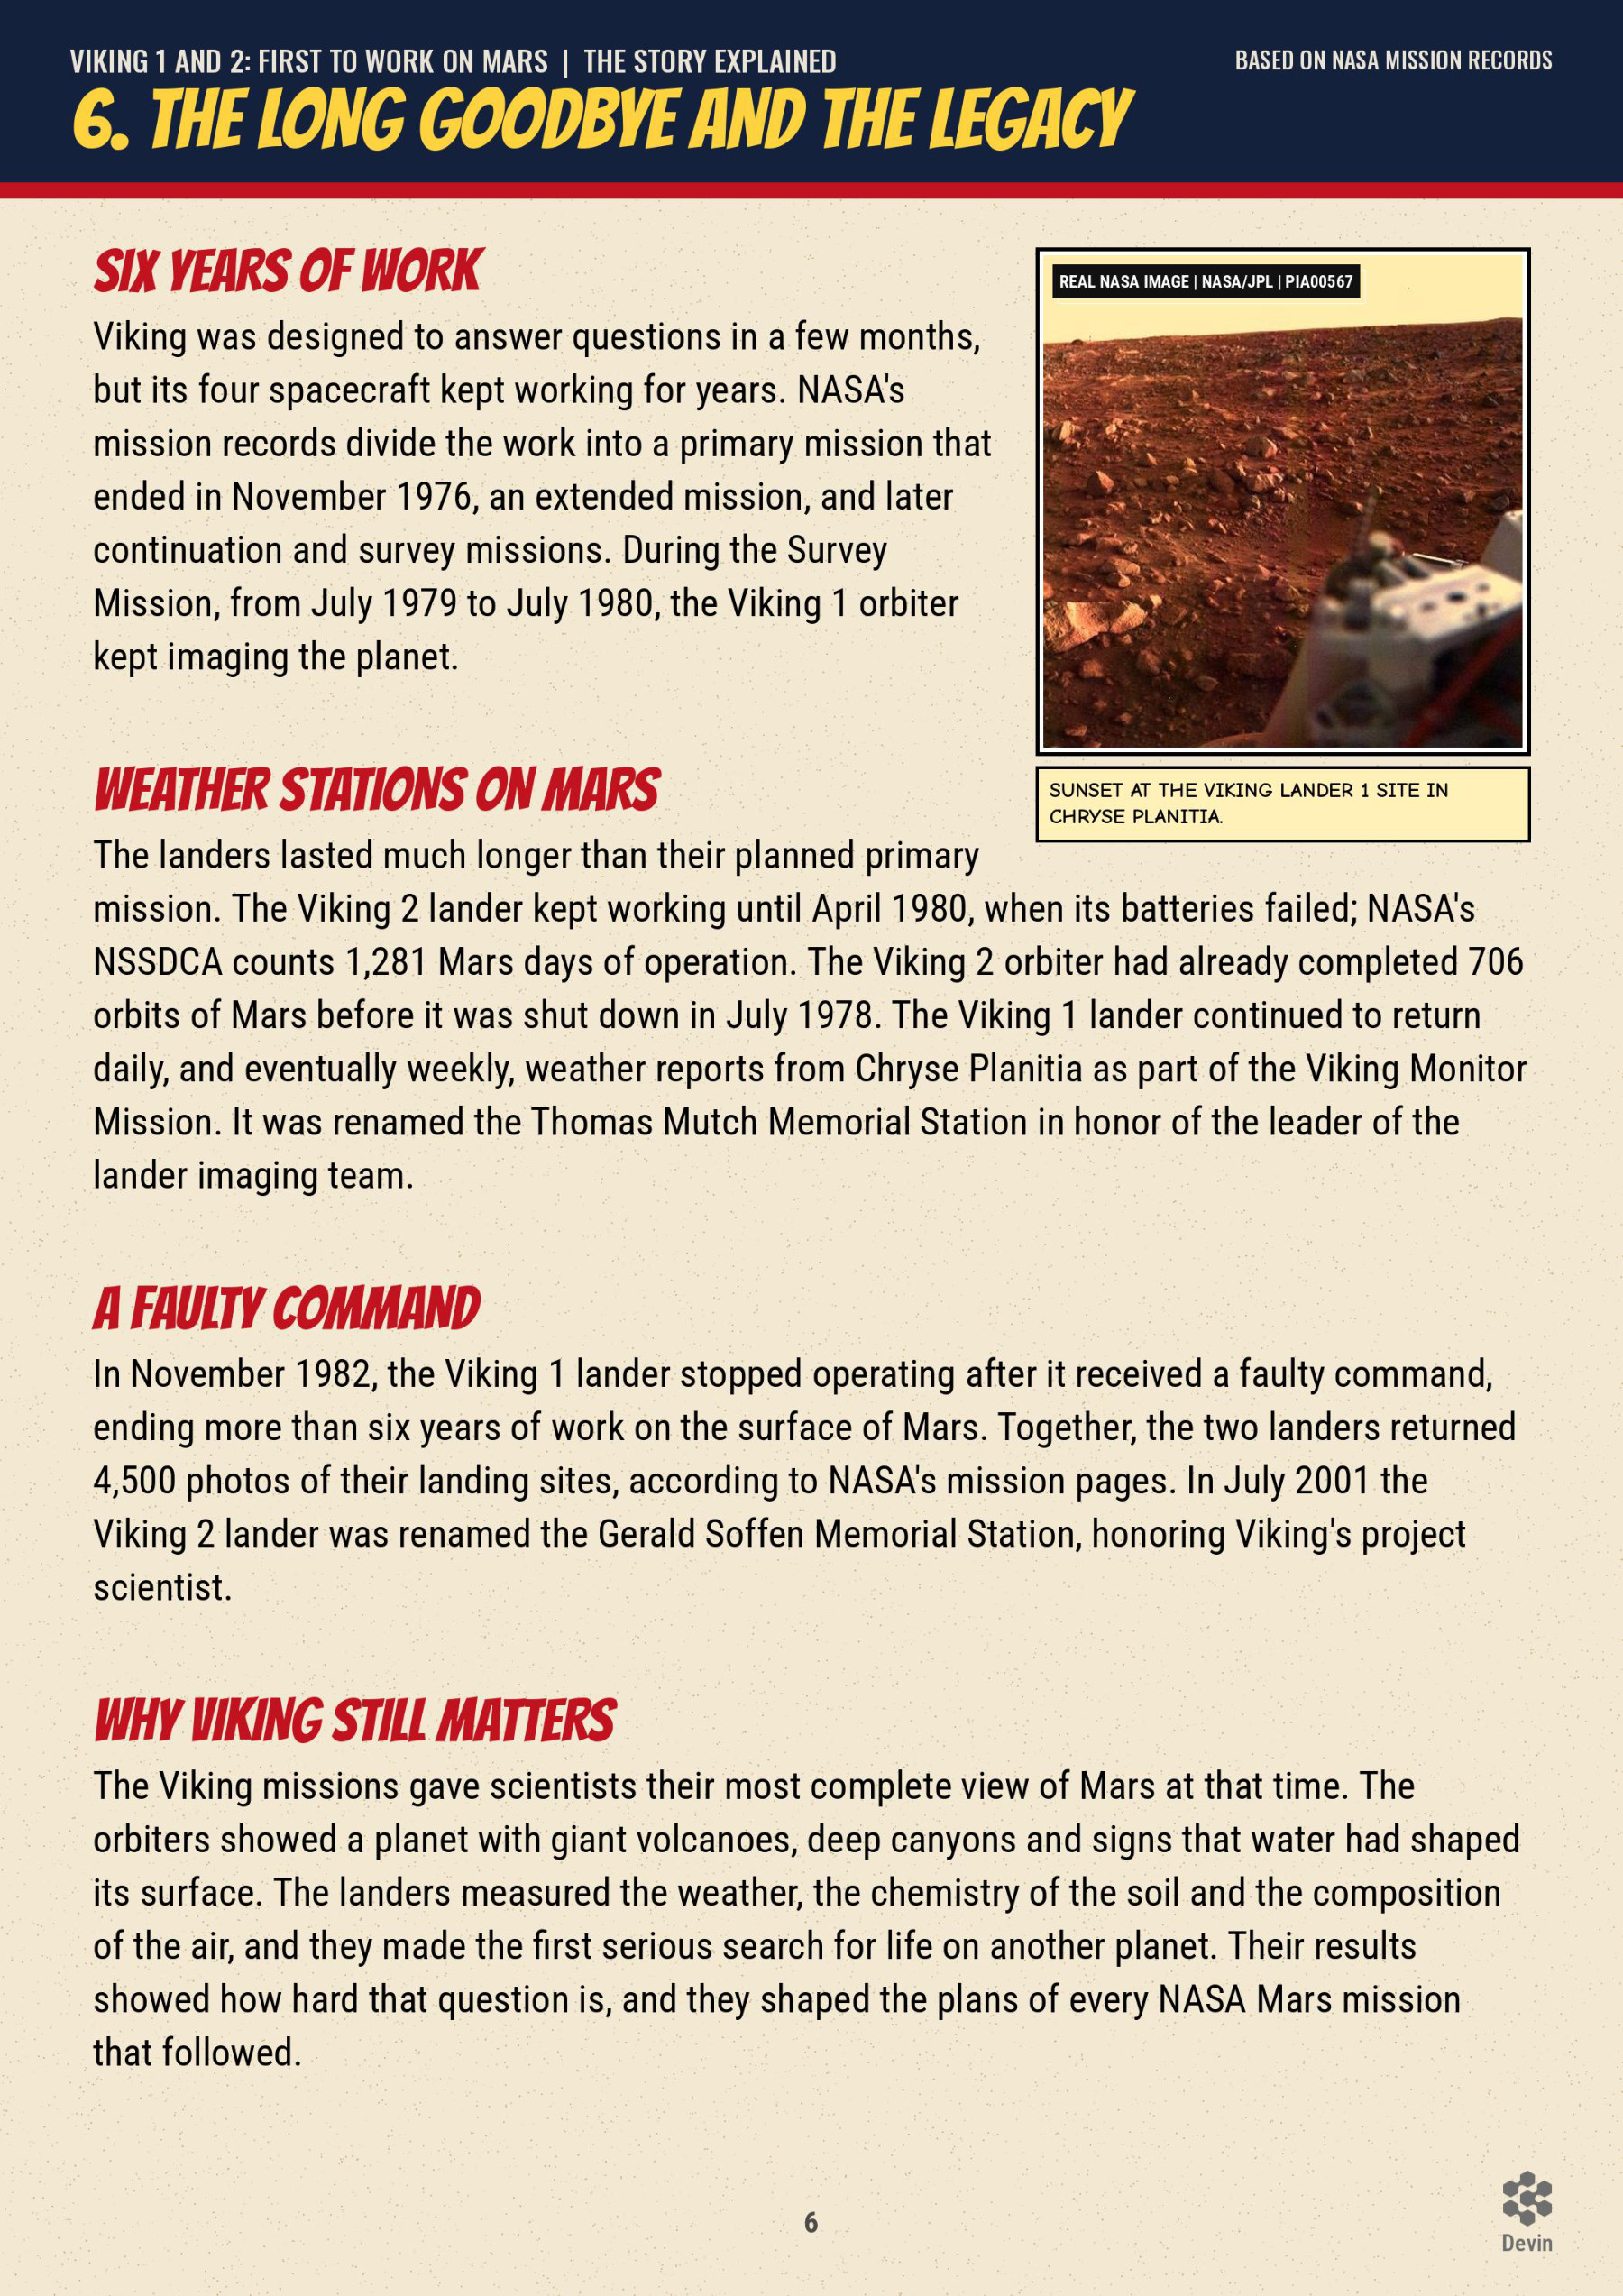 VIKING 1 AND 2: FIRST TO WORK ON MARS | THE STORY EXPLAINED
BASED ON NASA MISSION RECORDS
6. THE LONG GOODBYE AND THE LEGACY
SIX YEARS OF WORK
Viking was designed to answer questions in a few months,
but its four spacecraft kept working for years. NASA's
mission records divide the work into a primary mission that
ended in November 1976, an extended mission, and later
continuation and survey missions. During the Survey
Mission, from July 1979 to July 1980, the Viking 1 orbiter
kept imaging the planet.
REAL NASA IMAGE | NASA/JPL | PIA00567
SUNSET AT THE VIKING LANDER 1 SITE IN
CHRYSE PLANITIA.
WEATHER STATIONS ON MARS
The landers lasted much longer than their planned primary
mission. The Viking 2 lander kept working until April 1980, when its batteries failed; NASA's
NSSDCA counts 1,281 Mars days of operation. The Viking 2 orbiter had already completed 706
orbits of Mars before it was shut down in July 1978. The Viking 1 lander continued to return
daily, and eventually weekly, weather reports from Chryse Planitia as part of the Viking Monitor
Mission. It was renamed the Thomas Mutch Memorial Station in honor of the leader of the
lander imaging team.
A FAULTY COMMAND
In November 1982, the Viking 1 lander stopped operating after it received a faulty command,
ending more than six years of work on the surface of Mars. Together, the two landers returned
4,500 photos of their landing sites, according to NASA's mission pages. In July 2001 the
Viking 2 lander was renamed the Gerald Soffen Memorial Station, honoring Viking's project
scientist.
WHY VIKING STILL MATTERS
The Viking missions gave scientists their most complete view of Mars at that time. The
orbiters showed a planet with giant volcanoes, deep canyons and signs that water had shaped
its surface. The landers measured the weather, the chemistry of the soil and the composition
of the air, and they made the first serious search for life on another planet. Their results
showed how hard that question is, and they shaped the plans of every NASA Mars mission
that followed.
6
Devin